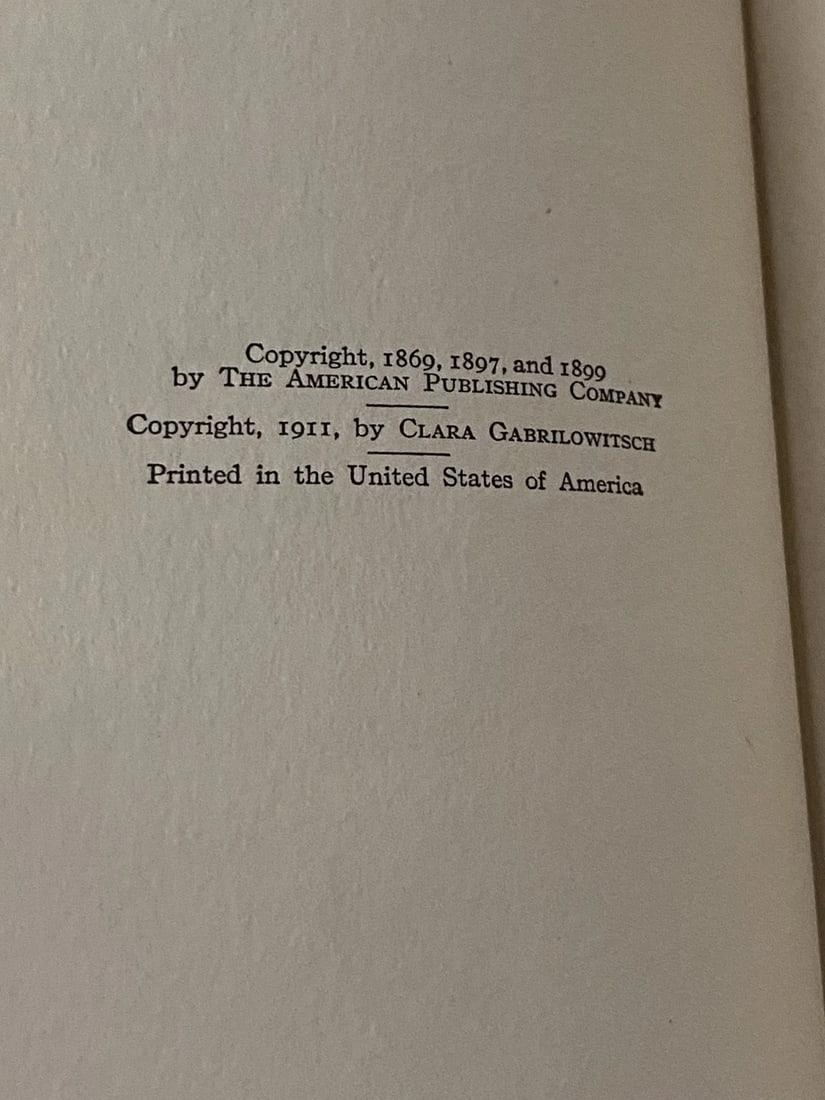 Copyright, 1869, 1897, and 1899
by THE AMERICAN PUBLISHING COMPANY
Copyright, 1911, by CLARA GABRILOWITSCH
Printed in the United States of America